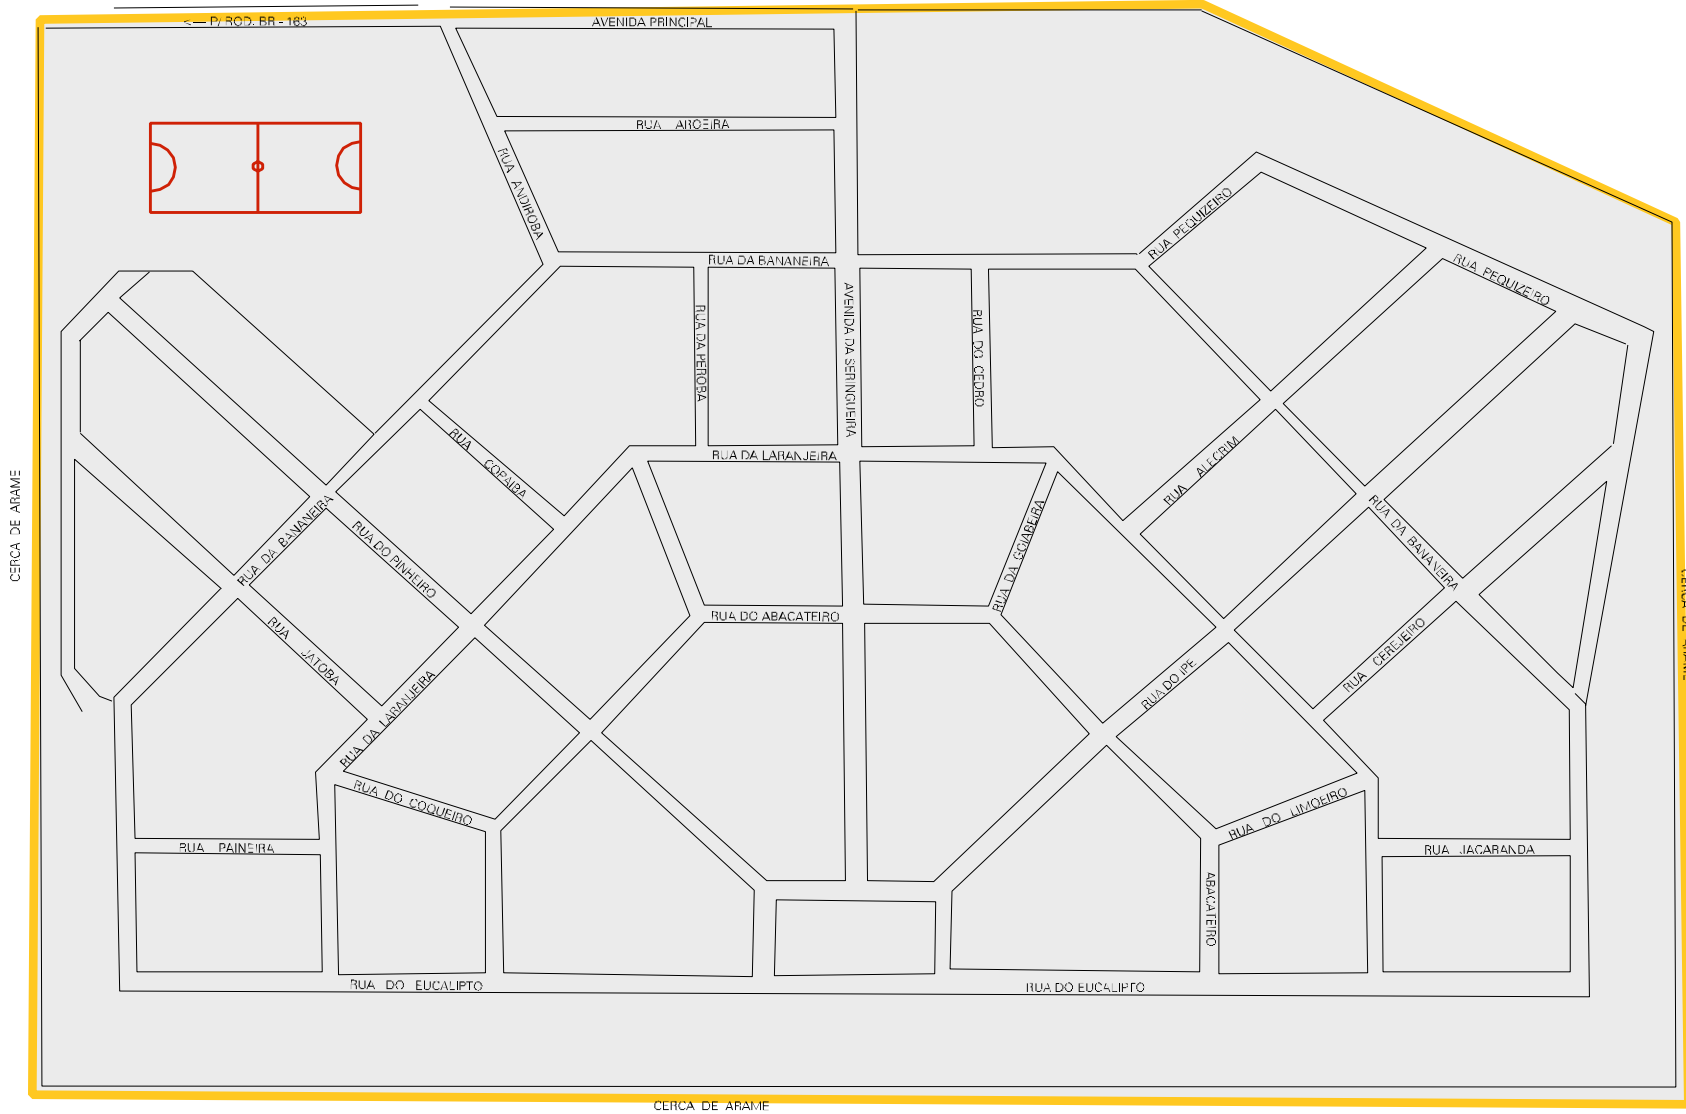 <— P/ ROD. BR - 163
AVENIDA PRINCIPAL
RUA AROEIRA
RUA ANDIROBA
RUA PEQUIZEIRO
RUA DA BANANEIRA
RUA PEQUIZEIRO
RUA DA PEROBA
AVENIDA DA SERINGUEIRA
RUA DO CEDRO
RUA COPAIBA
RUA DA LARANJEIRA
RUA ALECRIM
CERCA DE ARAME
RUA DA BANANEIRA
RUA DO PINHEIRO
RUA DA GOIABEIRA
RUA DA BANANEIRA
CERCA DE ARAME
RUA DO ABACATEIRO
RUA JATOBA
RUA CEREJEIRO
RUA DO IPE
RUA DA LARANJEIRA
RUA DO COQUEIRO
RUA DO LIMOEIRO
RUA PAINEIRA
RUA JACARANDA
ABACATEIRO
RUA DO EUCALIPTO
RUA DO EUCALIPTO
CERCA DE ARAME